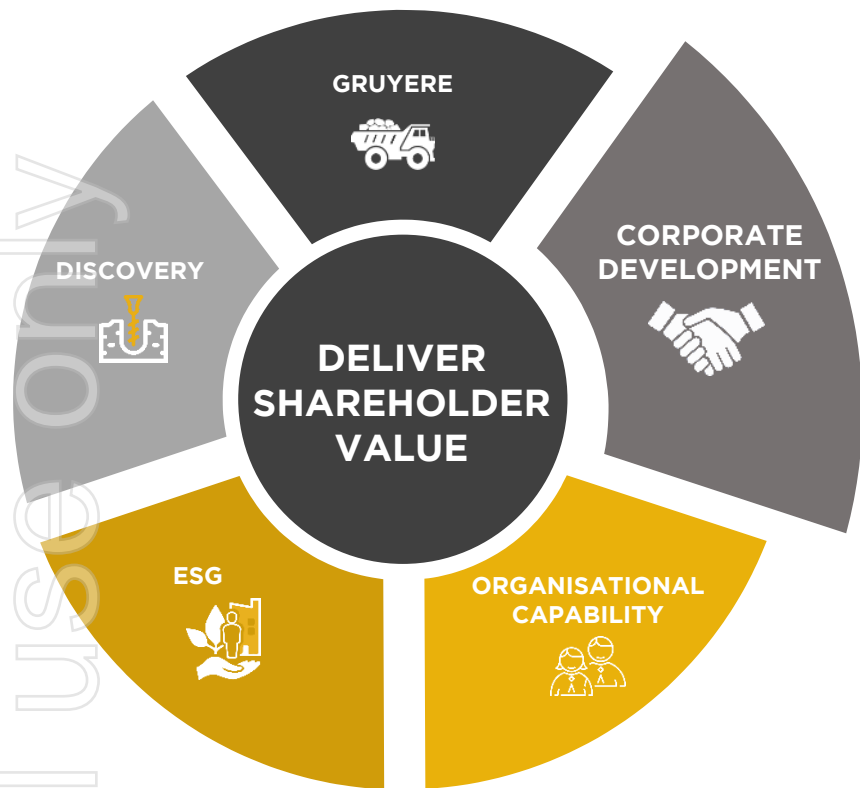 GRUYERE
CORPORATE
DEVELOPMENT
DISCOVERY
DELIVER
SHAREHOLDER
VALUE
ESG
ORGANISATIONAL
CAPABILITY
l use only